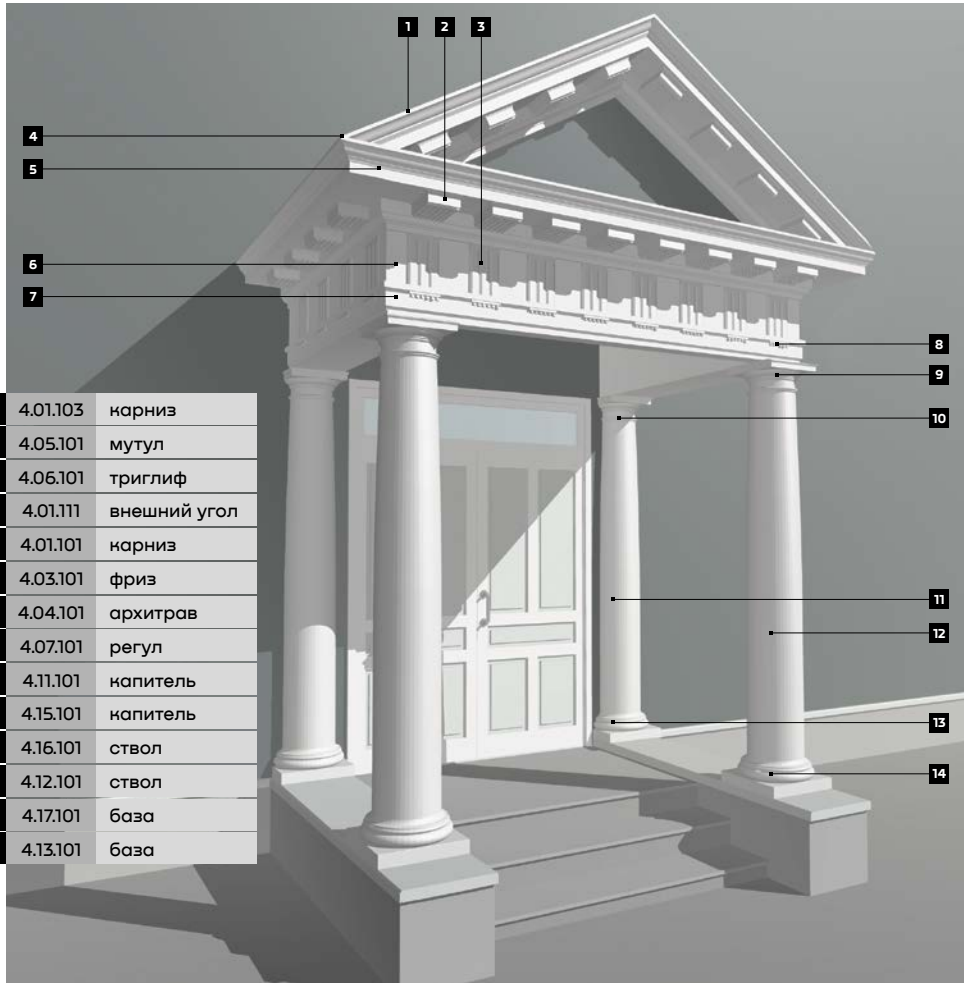 1 2 3
4
5
6
7
8
9
10
11
12
13
14
4.01.103 карниз
4.05.101 мутул
4.06.101 триглиф
4.01.111 внешний угол
4.01.101 карниз
4.03.101 фриз
4.04.101 архитрав
4.07.101 регул
4.11.101 капитель
4.15.101 капитель
4.16.101 ствол
4.12.101 ствол
4.17.101 база
4.13.101 база